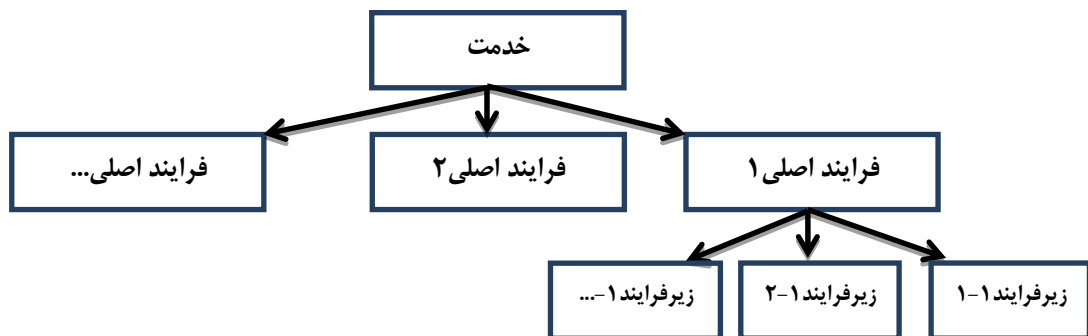 خدمت
فرایند اصلی۱
فرایند اصلی۲
فرایند اصلی...
زیرفرایند۱-۱
زیرفرایند۱-۲
زیرفرایند۱-...